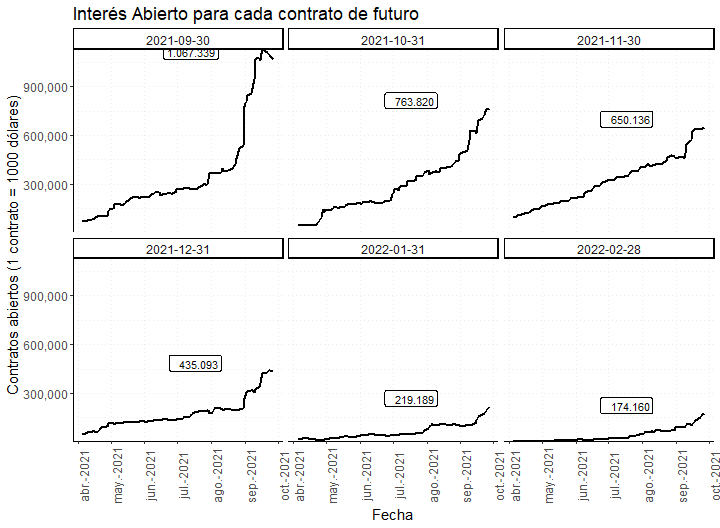 Interés Abierto para cada contrato de futuro
Contratos abiertos (1 contrato = 1000 dólares)
2021-09-30 2021-10-31 2021-11-30
1.067.339
763.820
650.136
900,000
600,000
300,000
2021-12-31 2022-01-31 2022-02-28
435.093
219.189
174.160
900,000
600,000
300,000
abr.-2021 may.-2021 jun.-2021 jul.-2021 ago.-2021 sep.-2021 oct.-2021 abr.-2021 may.-2021 jun.-2021 jul.-2021 ago.-2021 sep.-2021 oct.-2021 abr.-2021 may.-2021 jun.-2021 jul.-2021 ago.-2021 sep.-2021 oct.-2021
Fecha